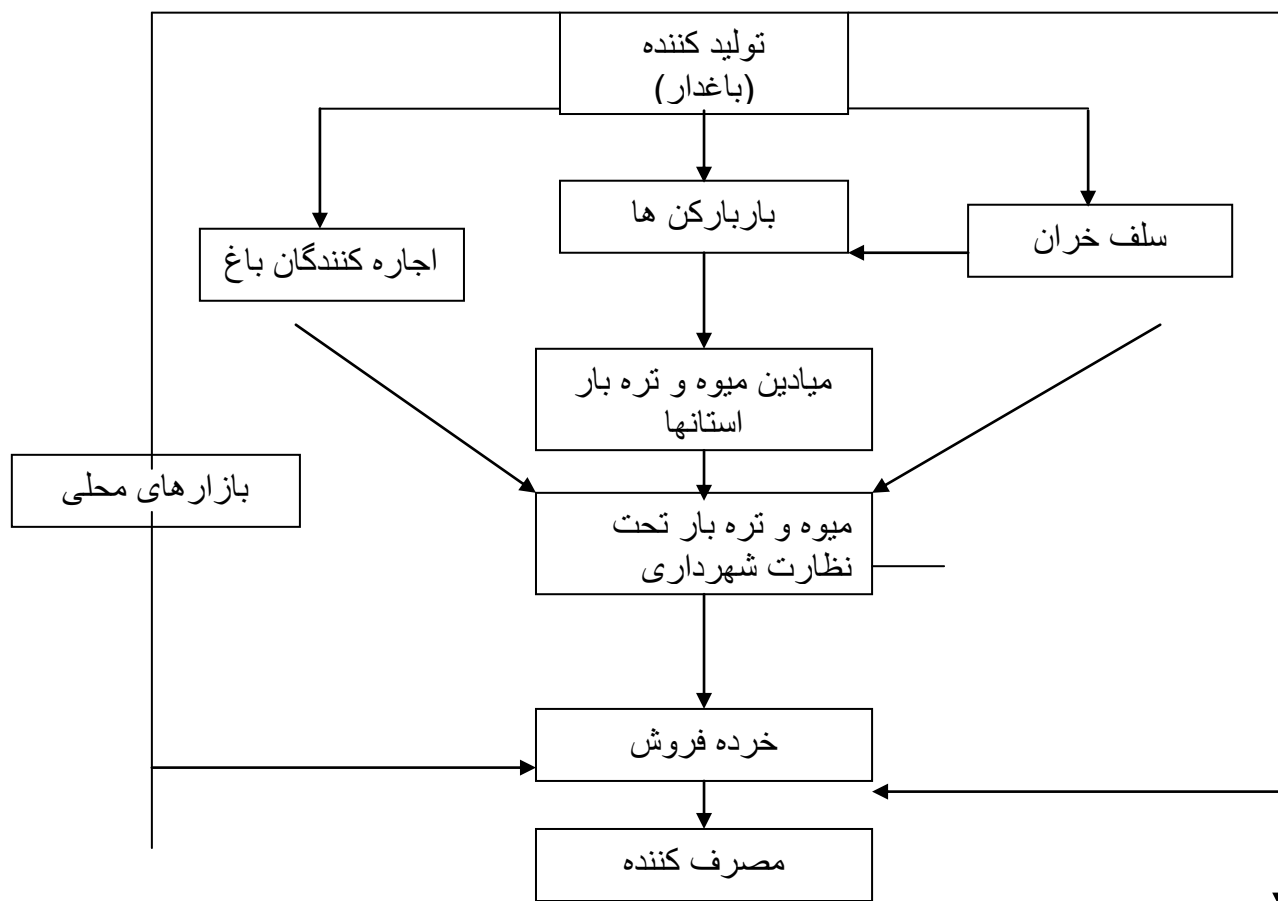 تولید کننده
(باغدار)
باربارکن ها
سلف خران
اجاره کنندگان باغ
میادین میوه و تره بار
استانها
بازارهای محلی
میوه و تره بار تحت
نظارت شهرداری
خرده فروش
مصرف کننده